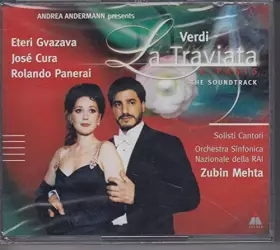 ANDREA ANDERMANN presents
Eteri Gvazava
José Cura
Rolando Panerai
Verdi
La Traviata
THE SOUNDTRACK
Solisti Cantori
Orchestra Sinfonica
Nazionale della RAI
Zubin Mehta